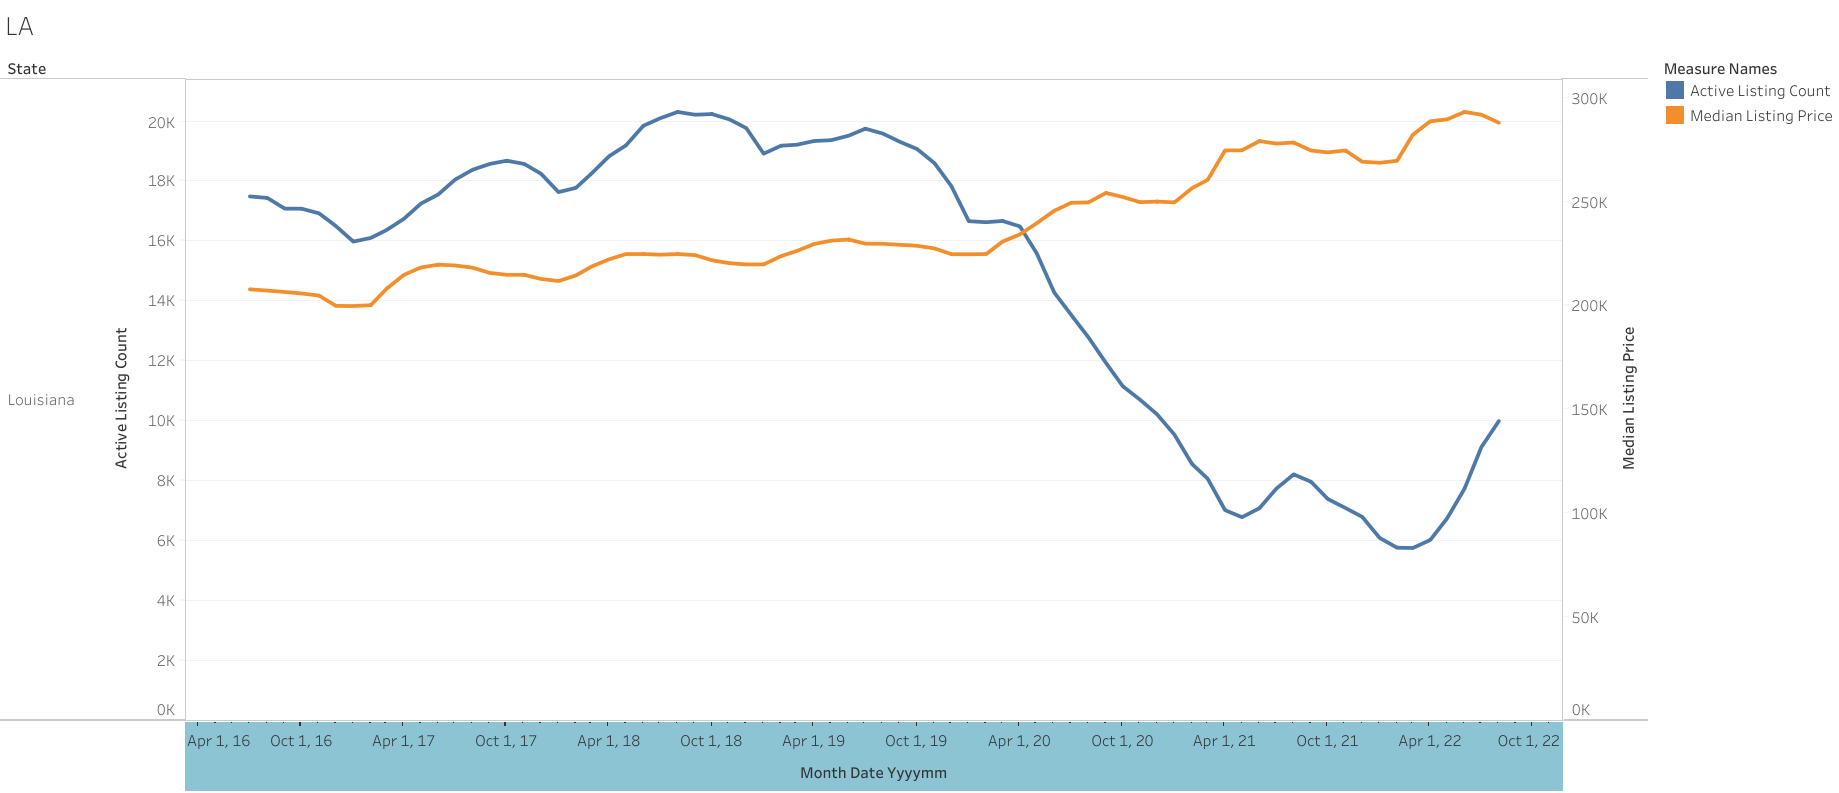 LA
State
Measure Names
Active Listing Count
Median Listing Price
Louisiana
Active Listing Count
20K
18K
16K
14K
12K
10K
8K
6K
4K
2K
0K
300K
250K
200K
150K
100K
50K
0K
Median Listing Price
Apr 1, 16 Oct 1, 16 Apr 1, 17 Oct 1, 17 Apr 1, 18 Oct 1, 18 Apr 1, 19 Oct 1, 19 Apr 1, 20 Oct 1, 20 Apr 1, 21 Oct 1, 21 Apr 1, 22 Oct 1, 22
Month Date Yyyymm